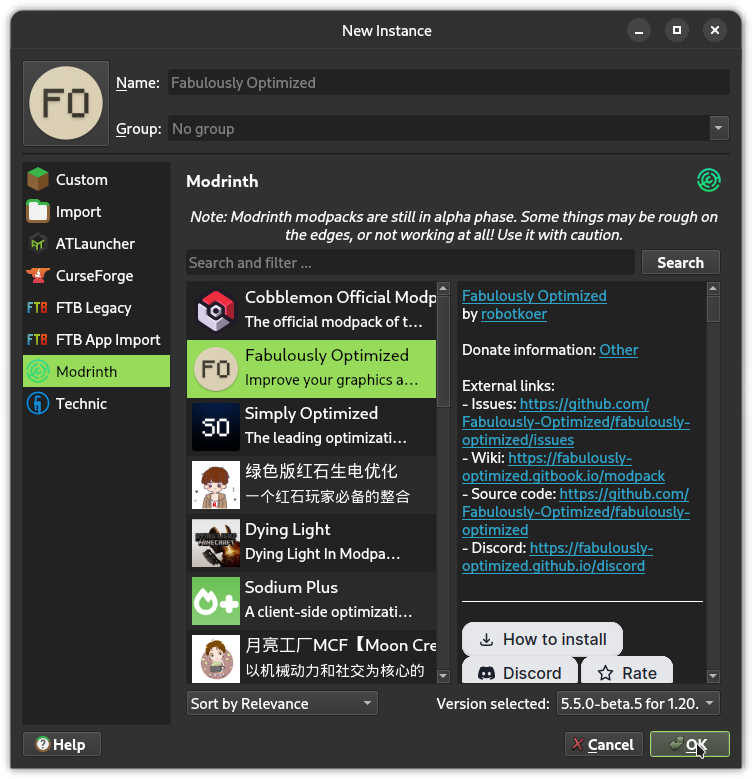 New Instance
FO
Name: Fabulously Optimized
Group: No group
Custom
Import
ATLauncher
CurseForge
FTB FTB Legacy
FTB FTB App Import
Modrinth
Technic
Modrinth
Note: Modrinth modpacks are still in alpha phase. Some things may be rough on
the edges, or not working at all! Use it with caution.
Search and filter ...
Search
Cobblemon Official Modp
The official modpack of t...
FO
Fabulously Optimized
Improve your graphics a...
SO
Simply Optimized
The leading optimizati...
绿色版红石生电优化
一个红石玩家必备的整合
Dying Light
Dying Light In Modpa...
Sodium Plus
A client-side optimizati...
月亮工厂MCF【Moon Cre
以机械动力和社交为核心的
Fabulously Optimized
by robotkoer
Donate information: Other
External links:
- Issues: https://github.com/
Fabulously-Optimized/fabulously-
optimized/issues
- Wiki: https://fabulously-
optimized.gitbook.io/modpack
- Source code: https://github.com/
Fabulously-Optimized/fabulously-
optimized
- Discord: https://fabulously-
optimized.github.io/discord
How to install
Discord
Rate
Sort by Relevance
Version selected: 5.5.0-beta.5 for 1.20.
Help
Cancel
OK